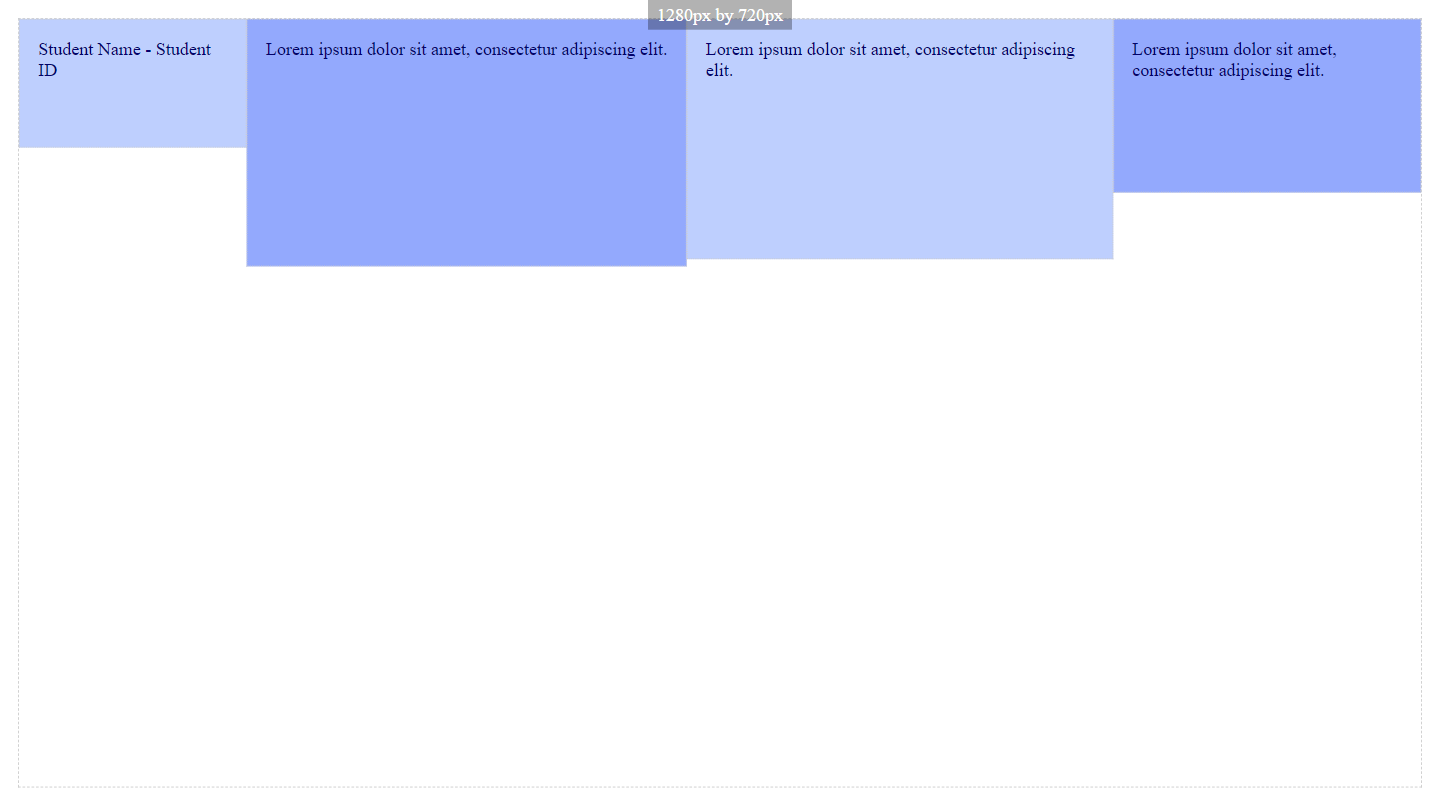 1280px by 720px
Student Name - Student
ID
Lorem ipsum dolor sit amet, consectetur adipiscing elit.
Lorem ipsum dolor sit amet, consectetur adipiscing
elit.
Lorem ipsum dolor sit amet,
consectetur adipiscing elit.